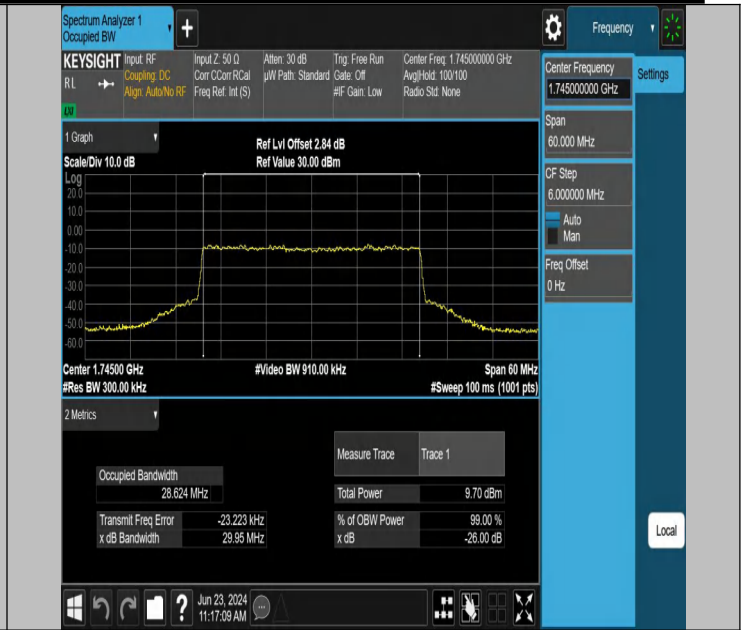 Spectrum Analyzer 1
Occupied BW
+
Frequency
KEYSIGHT
R L
Input: RF
Coupling: DC
Align: Auto/No RF
Input Z: 50 Ω
Corr CCorr RCal
Freq Ref: Int (S)
Atten: 30 dB
µW Path: Standard
Trig: Free Run
Gate: Off
#IF Gain: Low
Center Freq: 1.745000000 GHz
Avg|Hold: 100/100
Radio Std: None
Center Frequency
1.745000000 GHz
Settings
Span
60.000 MHz
CF Step
6.000000 MHz
Auto
Man
Freq Offset
0 Hz
1 Graph
Scale/Div 10.0 dB
Ref Lvl Offset 2.84 dB
Ref Value 30.00 dBm
Log
20.0
10.0
0.00
-10.0
-20.0
-30.0
-40.0
-50.0
-60.0
Center 1.74500 GHz
#Video BW 910.00 kHz
Span 60 MHz
#Res BW 300.00 kHz
#Sweep 100 ms (1001 pts)
2 Metrics
Measure Trace
Trace 1
Occupied Bandwidth
28.624 MHz
Total Power
9.70 dBm
Transmit Freq Error
-23.223 kHz
% of OBW Power
99.00 %
x dB Bandwidth
29.95 MHz
x dB
-26.00 dB
Local
?
Jun 23, 2024
11:17:09 AM